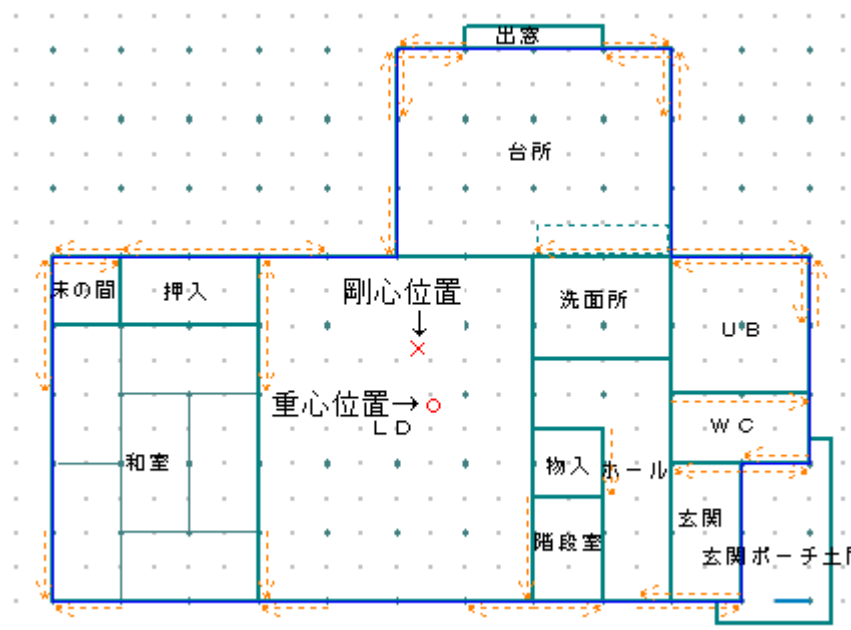 出窓
台所
床の間
押入
剛心位置
↓
洗面所
UB
重心位置→
LD
WC
和室
物入
ホール
玄関
階段室
玄関ポーチ土間